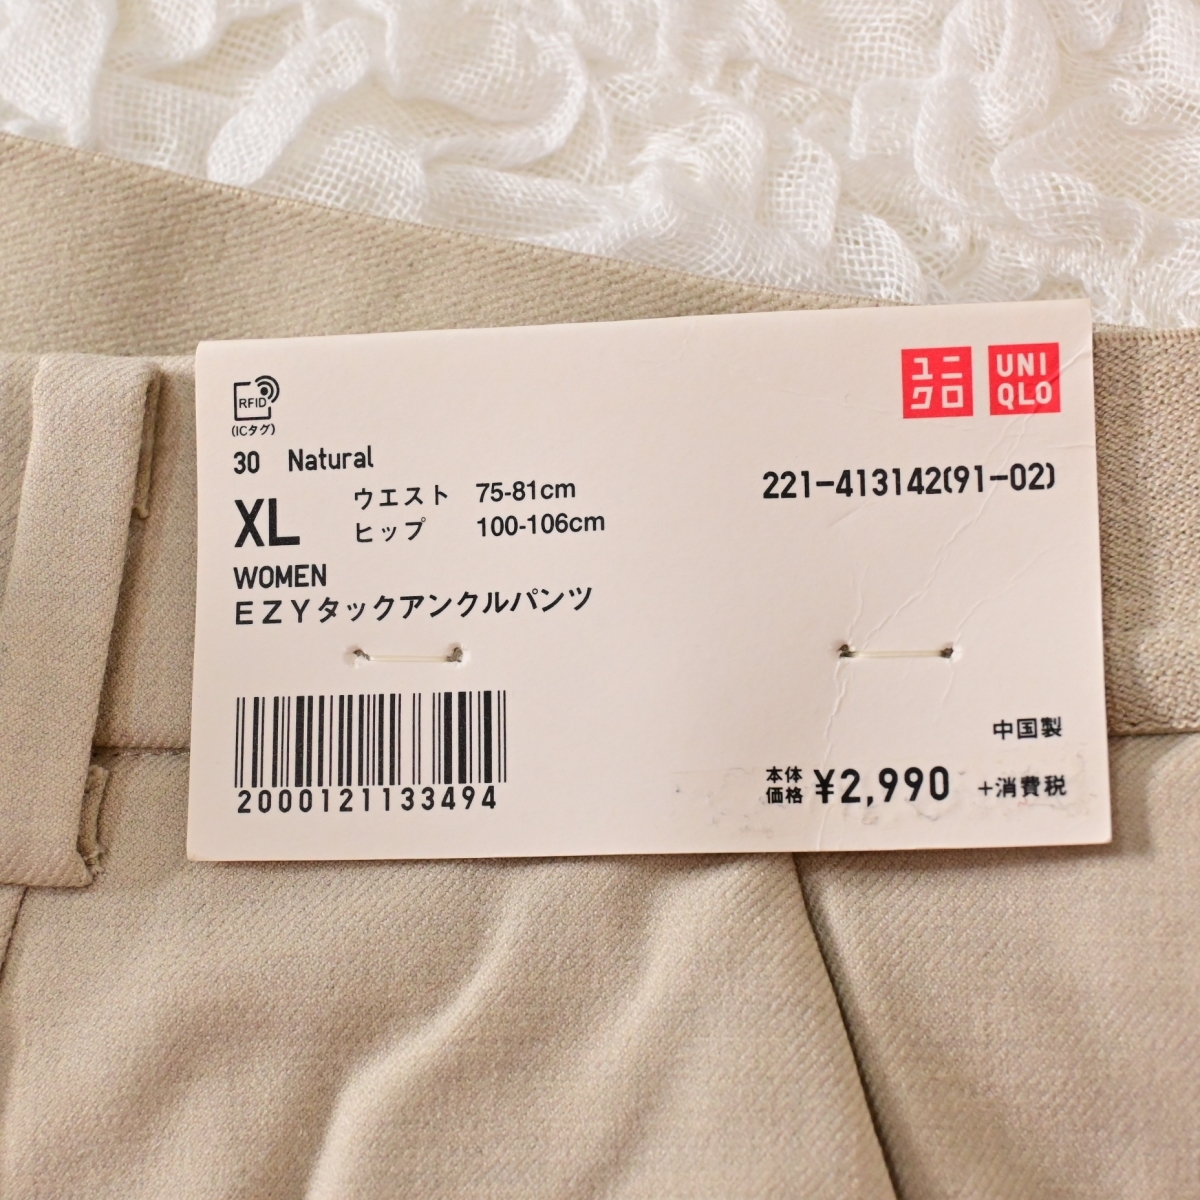 RFID
(ICタグ)
ユニクロ
UNIQLO
30 Natural
XL
ウエスト 75-81cm
ヒップ 100-106cm
221-413142(91-02)
WOMEN
EZYタックアンクルパンツ
2000121133494
中国製
本体価格 ¥2,990 +消費税